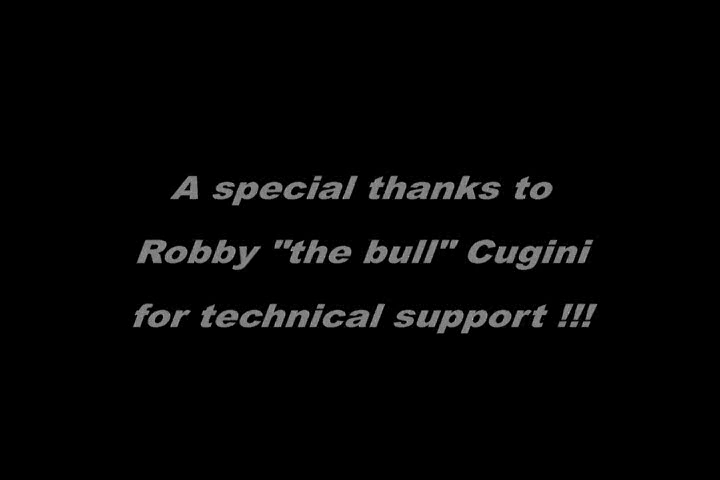 A special thanks to
Robby "the bull" Cugini
for technical support !!!